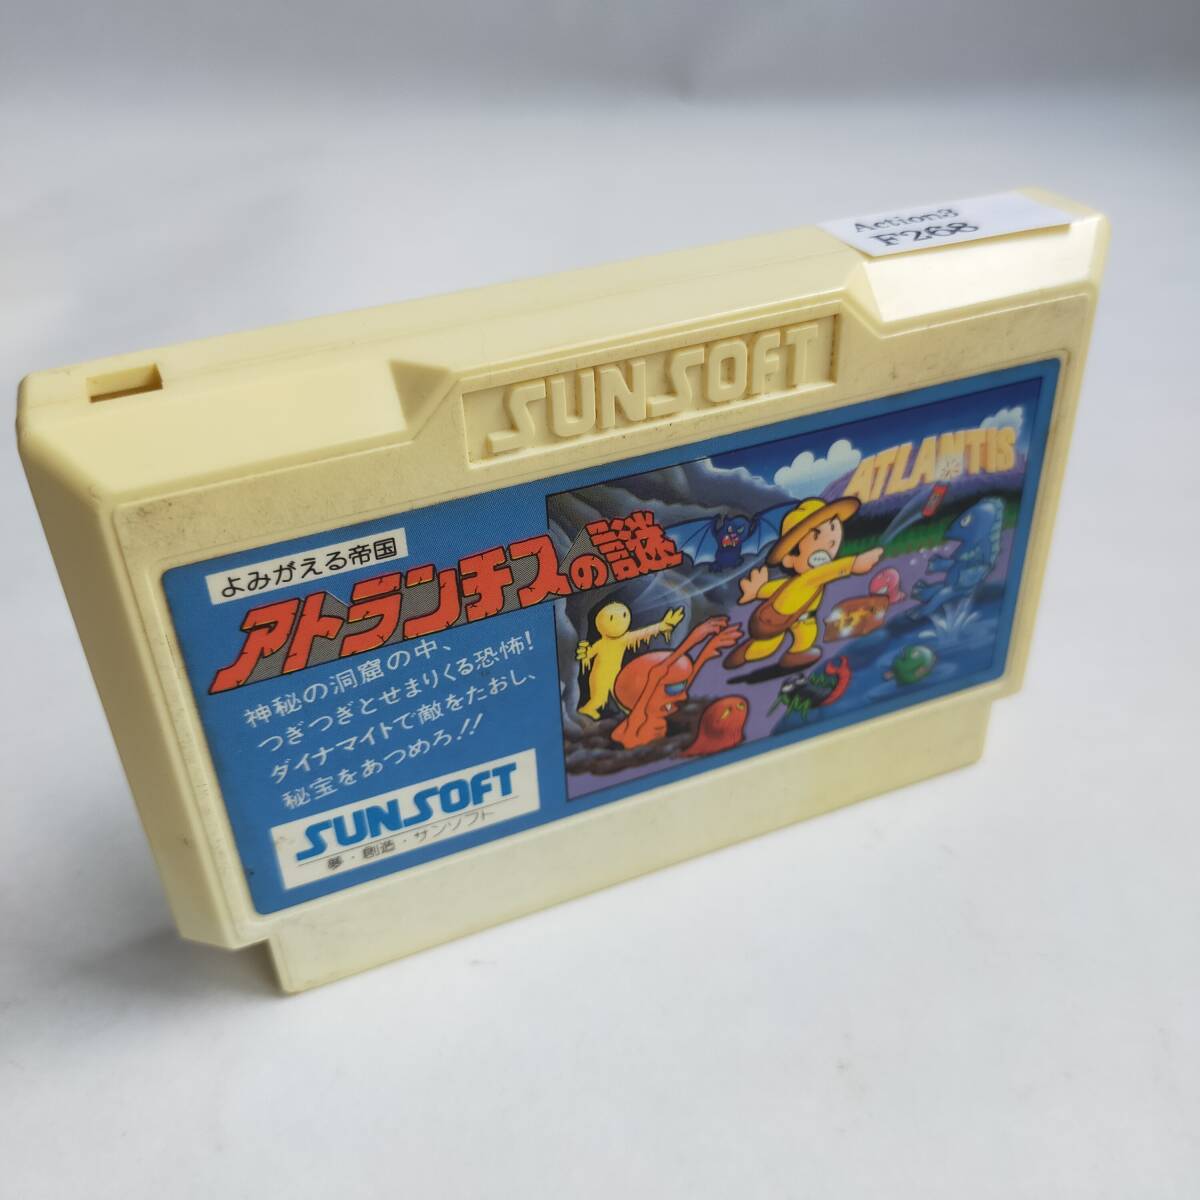 Action3
F268
SUNSOFT
ATLANTIS
よみがえる帝国
アトランチスの謎
神秘の洞窟の中、
つぎつぎとせまりくる恐怖!
ダイナマイトで敵をたおし、
秘宝をあつめろ!!
SUNSOFT
夢・創造・サンソフト